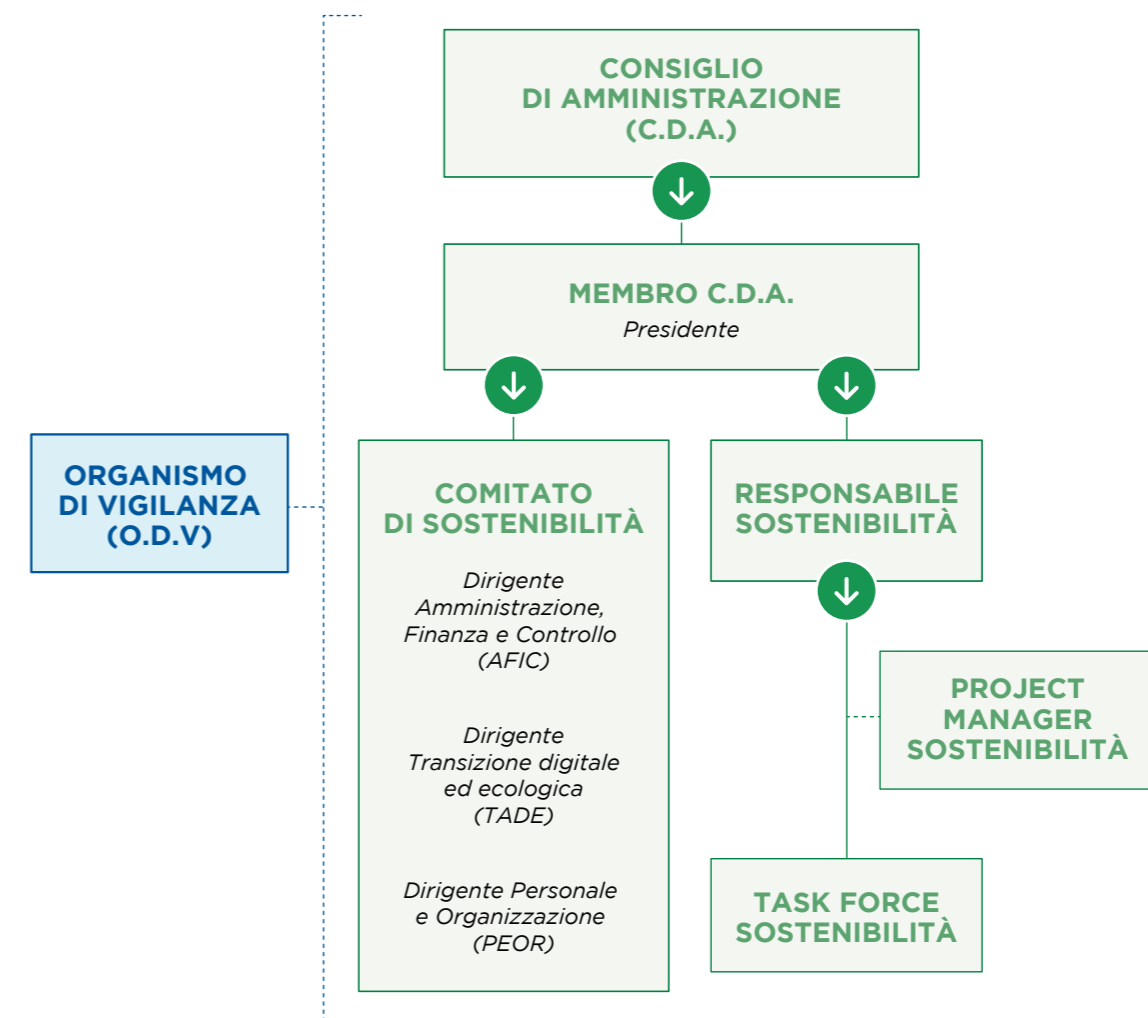 CONSIGLIO
DI AMMINISTRAZIONE
(C.D.A.)
MEMBRO C.D.A.
Presidente
ORGANISMO
DI VIGILANZA
(O.D.V)
COMITATO
DI SOSTENIBILITÀ
Dirigente
Amministrazione,
Finanza e Controllo
(AFIC)
Dirigente
Transizione digitale
ed ecologica
(TADE)
Dirigente Personale
e Organizzazione
(PEOR)
RESPONSABILE
SOSTENIBILITÀ
PROJECT
MANAGER
SOSTENIBILITÀ
TASK FORCE
SOSTENIBILITÀ